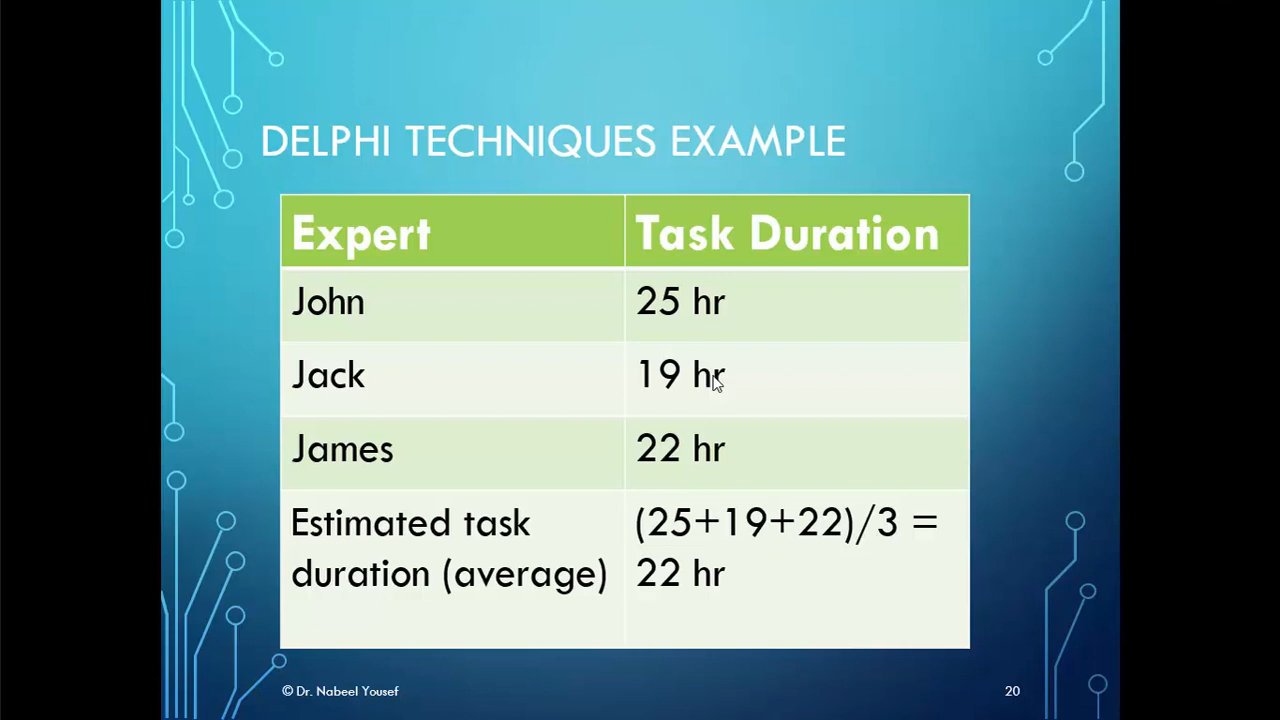 DELPHI TECHNIQUES EXAMPLE
Expert Task Duration
John 25 hr
Jack 19 hr
James 22 hr
Estimated task (25+19+22)/3 =
duration (average) 22 hr
© Dr. Nabeel Yousef 20